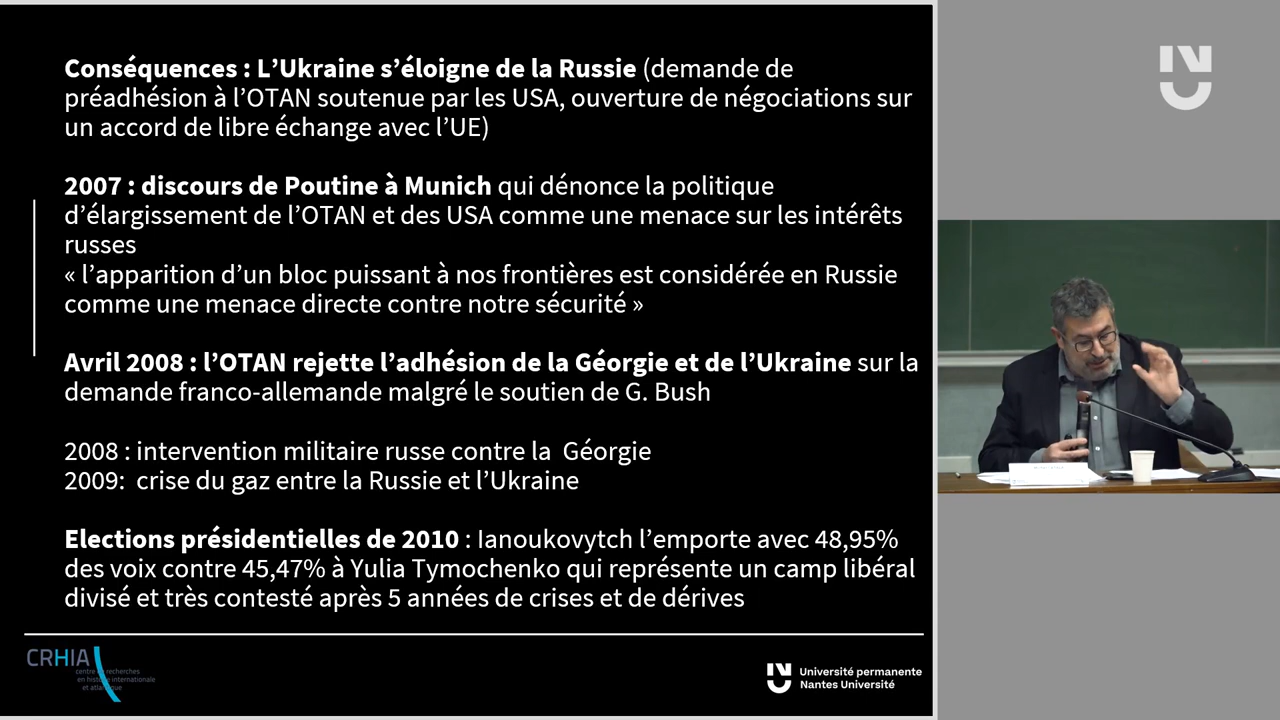 Conséquences : L’Ukraine s’éloigne de la Russie (demande de
préadhésion à l’OTAN soutenue par les USA, ouverture de négociations sur
un accord de libre échange avec l’UE)
2007 : discours de Poutine à Munich qui dénonce la politique
d’élargissement de l’OTAN et des USA comme une menace sur les intérêts
russes
« l’apparition d’un bloc puissant à nos frontières est considérée en Russie
comme une menace directe contre notre sécurité »
Avril 2008 : l’OTAN rejette l’adhésion de la Géorgie et de l’Ukraine sur la
demande franco-allemande malgré le soutien de G. Bush
2008 : intervention militaire russe contre la Géorgie
2009: crise du gaz entre la Russie et l’Ukraine
Elections présidentielles de 2010 : Ianoukovytch l’emporte avec 48,95%
des voix contre 45,47% à Yulia Tymochenko qui représente un camp libéral
divisé et très contesté après 5 années de crises et de dérives
CRHIA
centre recherches
en internationale
et
Université permanente
Nantes Université